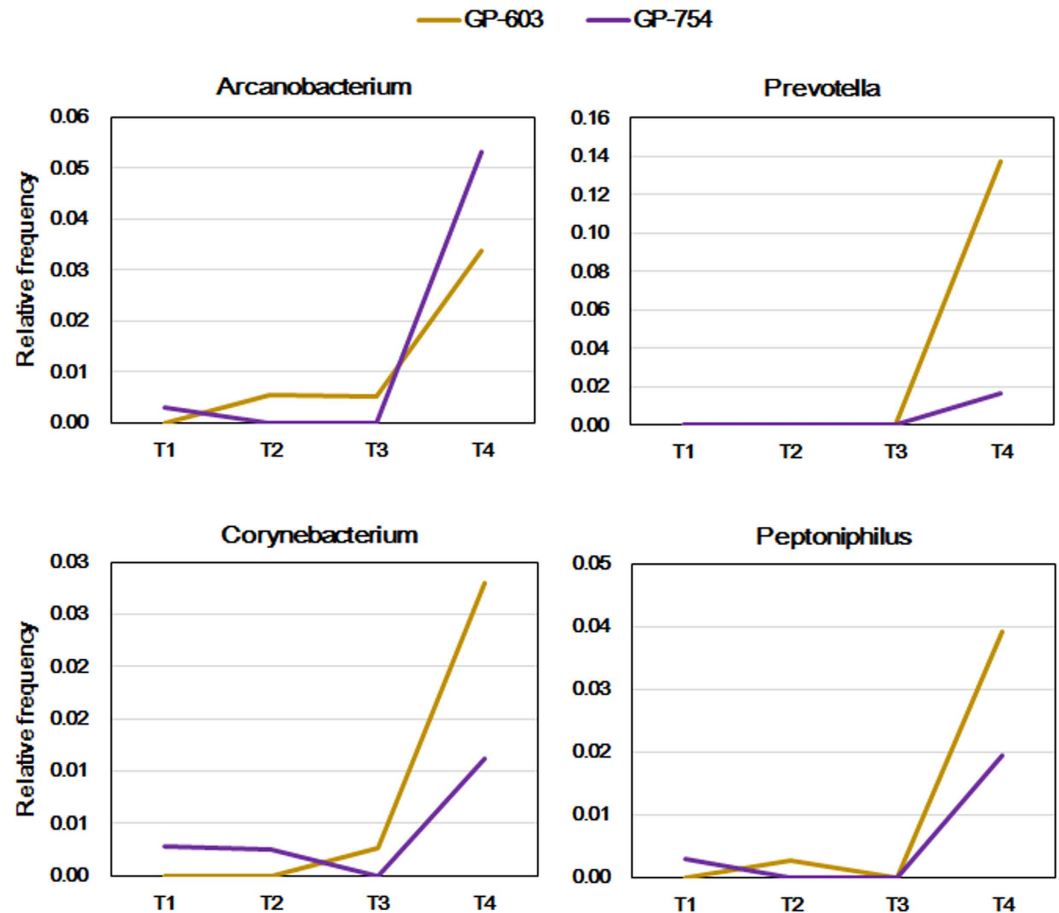 GP-603 GP-754
Arcanobacterium
Relative frequency
0.06
0.05
0.04
0.03
0.02
0.01
0.00
T1 T2 T3 T4
Prevotella
0.16
0.14
0.12
0.10
0.08
0.06
0.04
0.02
0.00
T1 T2 T3 T4
Corynebacterium
Relative frequency
0.03
0.03
0.02
0.02
0.01
0.01
0.00
T1 T2 T3 T4
Peptoniphilus
0.05
0.04
0.03
0.02
0.01
0.00
T1 T2 T3 T4